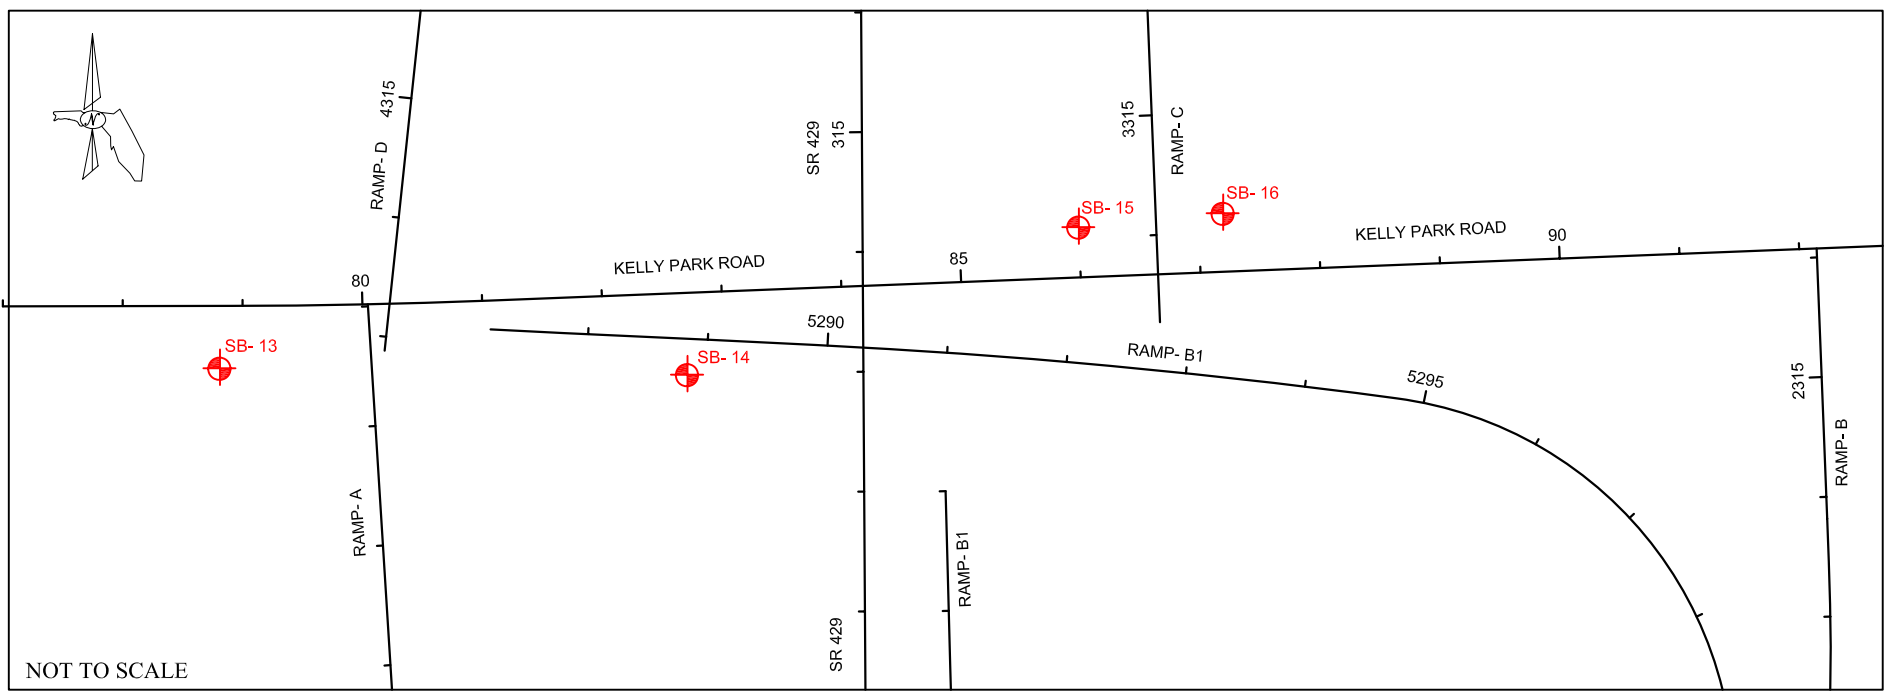 N
4315
RAMP- D
SR 429
315
3315
RAMP- C
SB- 15
SB- 16
KELLY PARK ROAD
90
85
KELLY PARK ROAD
80
5290
SB- 13
SB- 14
RAMP- B1
5295
2315
RAMP- B
RAMP- A
RAMP- B1
SR 429
NOT TO SCALE